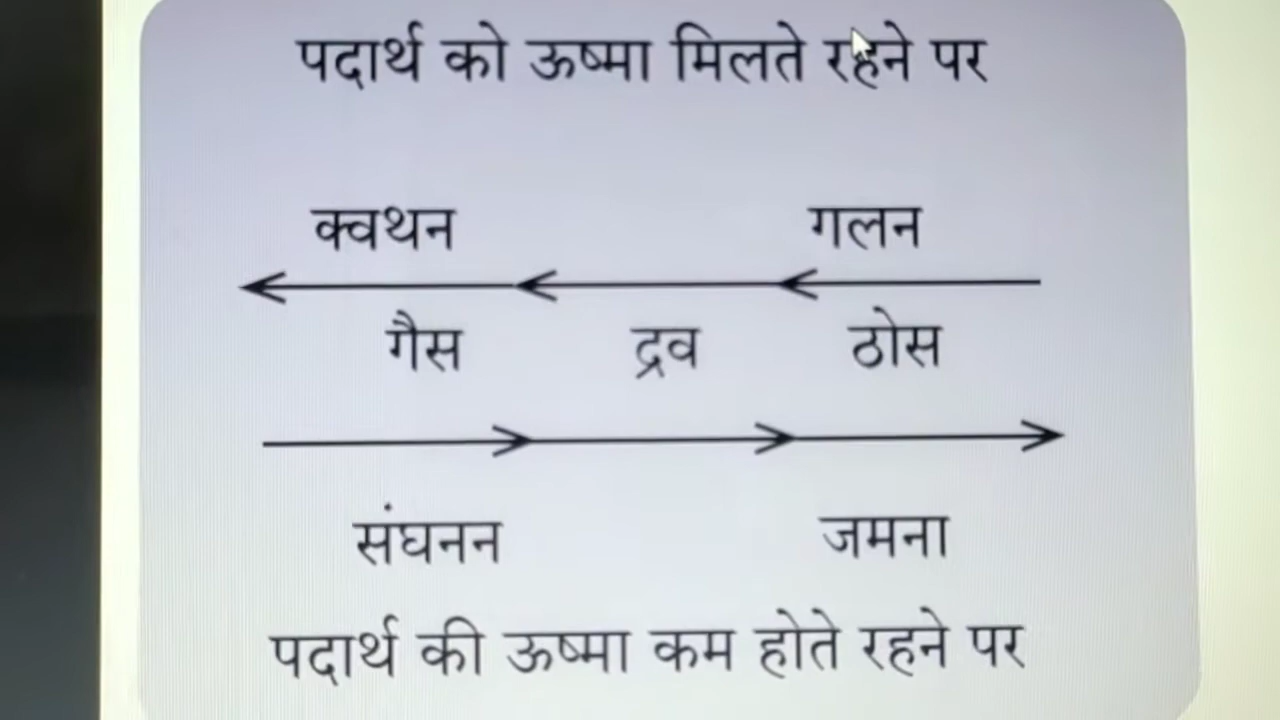 पदार्थ को ऊष्मा मिलते रहने पर
क्वथन गलन
गैस द्रव ठोस
संघनन जमना
पदार्थ की ऊष्मा कम होते रहने पर